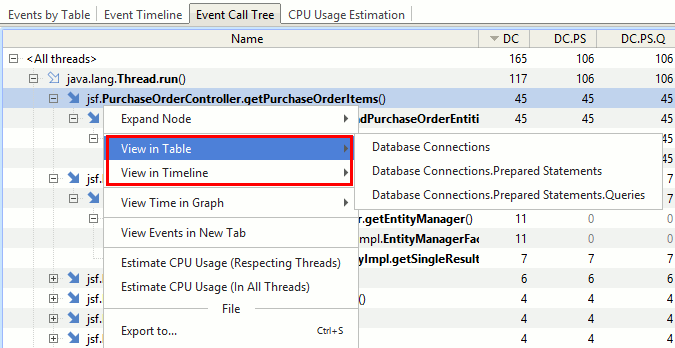 Events by Table Event Timeline Event Call Tree CPU Usage Estimation
Name DC DC.PS DC.PS.Q
<All threads> 165 106 106
java.lang.Thread.run() 117 106 106
jsf.PurchaseOrderController.getPurchaseOrderItems() 45 45 45
Expand Node ndPurchaseOrderEntiti 45 45 45
45
View in Table Database Connections
View in Timeline Database Connections.Prepared Statements
jsf. 7
Database Connections.Prepared Statements.Queries
View Time in Graph 7
r.getEntityManager() 11 0 0
View Events in New Tab
mpl.EntityManagerFac 11 0 0
Estimate CPU Usage (Respecting Threads) yImpl.getSingleResult 7 7 7
jsf. 6 6 6
Estimate CPU Usage (In All Threads)
jsf. () 4 4 4
File
jsf. 4 4 4
Export to... Ctrl+S
jsf. 4 4 4